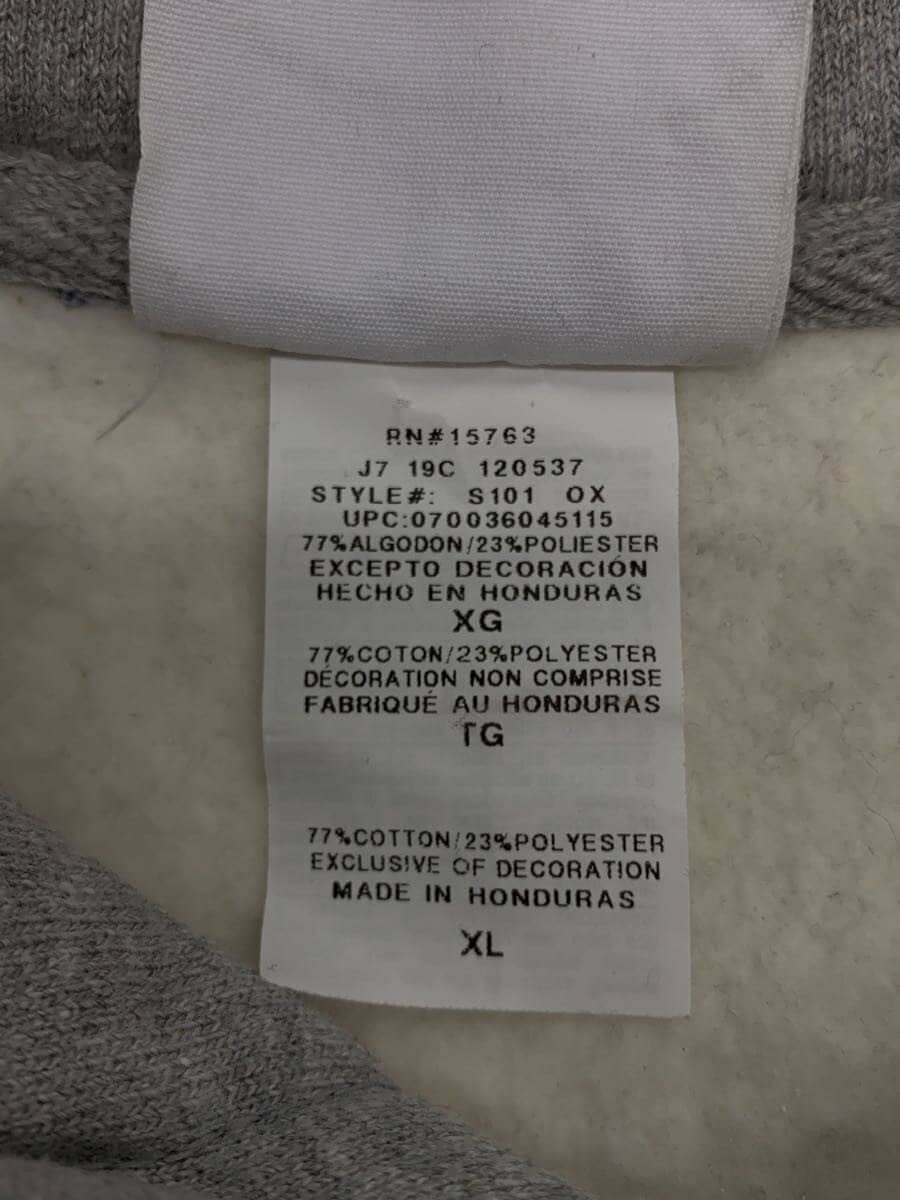 RN#15763
J7 19C 120537
STYLE#: S101 OX
UPC:070036045115
77%ALGODON/23%POLIESTER
EXCEPTO DECORACIÓN
HECHO EN HONDURAS
XG
77%COTON/23%POLYESTER
DÉCORATION NON COMPRISE
FABRIQUÉ AU HONDURAS
TG
77%COTTON/23%POLYESTER
EXCLUSIVE OF DECORATION
MADE IN HONDURAS
XL